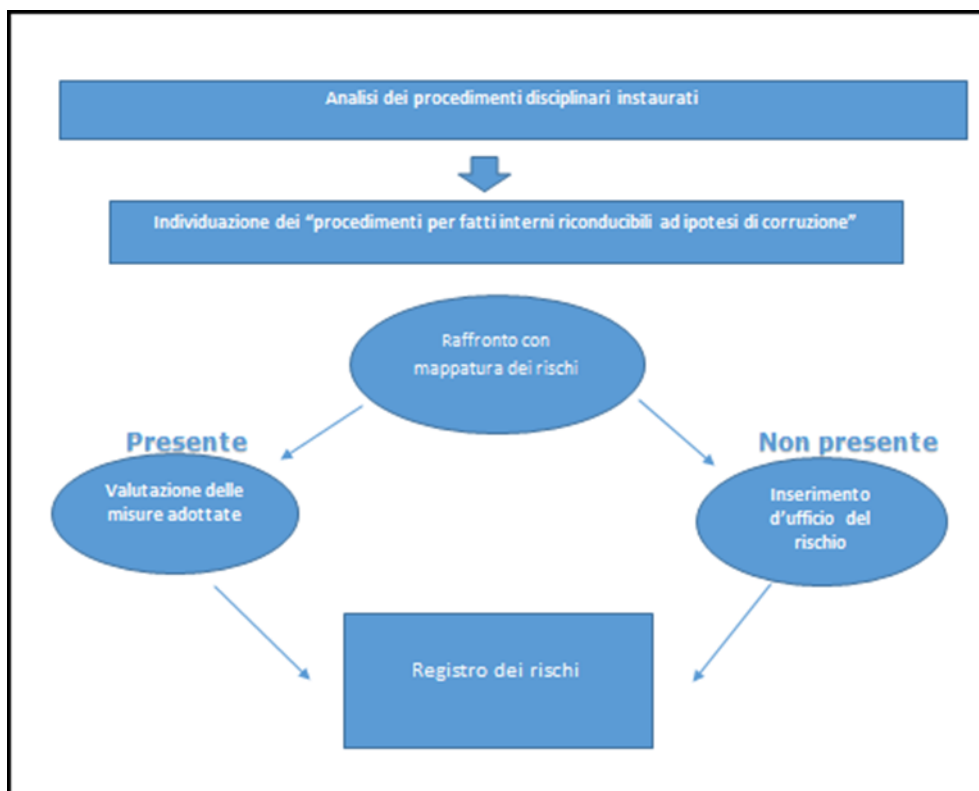 Analisi dei procedimenti disciplinari instaurati
Individuazione dei “procedimenti per fatti interni riconducibili ad ipotesi di corruzione”
Raffronto con
mappatura dei rischi
Presente
Non presente
Valutazione delle
misure adottate
Inserimento
d’ufficio del
rischio
Registro dei rischi